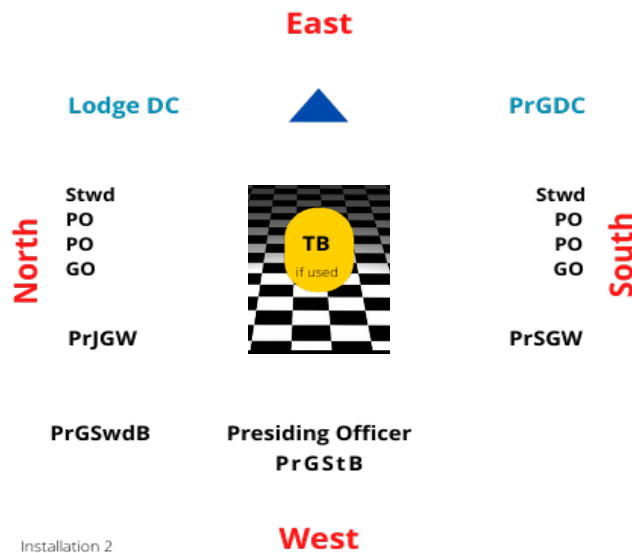 East
Lodge DC
PrGDC
Stwd
PO
PO
GO
North
TB
if used
Stwd
PO
PO
GO
South
PrJGW
PrSGW
PrGSwdB
Presiding Officer
PrGStB
West
Installation 2